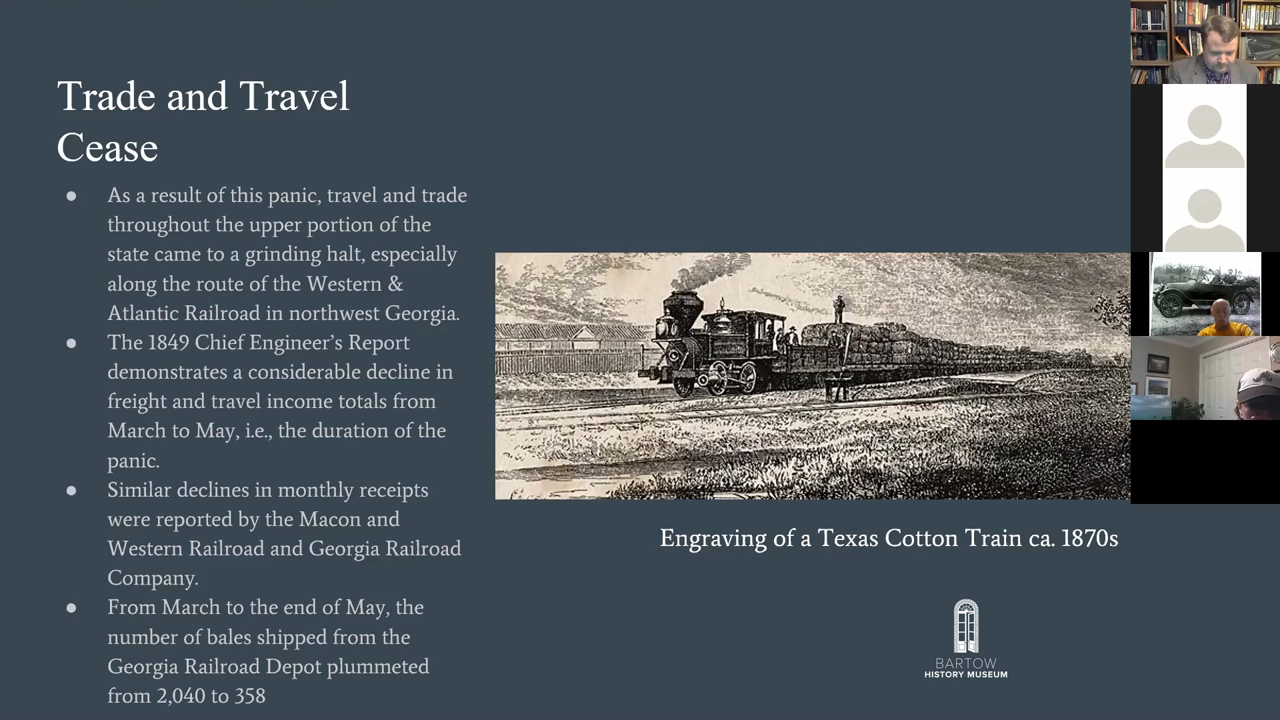 Trade and Travel
Cease
● As a result of this panic, travel and trade
throughout the upper portion of the
state came to a grinding halt, especially
along the route of the Western &
Atlantic Railroad in northwest Georgia.
● The 1849 Chief Engineer’s Report
demonstrates a considerable decline in
freight and travel income totals from
March to May, i.e., the duration of the
panic.
● Similar declines in monthly receipts
were reported by the Macon and
Western Railroad and Georgia Railroad
Company.
● From March to the end of May, the
number of bales shipped from the
Georgia Railroad Depot plummeted
from 2,040 to 358
Engraving of a Texas Cotton Train ca. 1870s
BARTOW
HISTORY MUSEUM